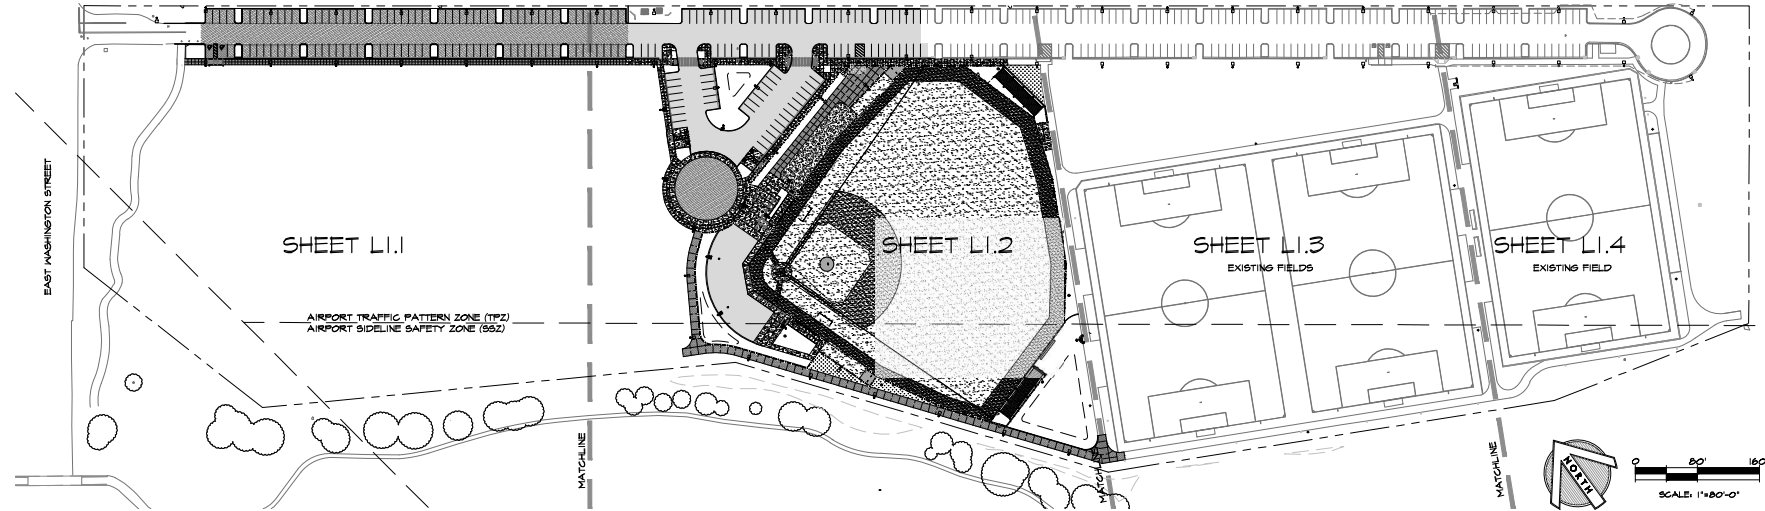 EAST WASHINGTON STREET
SHEET L1.1
SHEET L1.2
SHEET L1.3
EXISTING FIELDS
SHEET L1.4
EXISTING FIELD
AIRPORT TRAFFIC PATTERN ZONE (TPZ)
AIRPORT SIDELINE SAFETY ZONE (SSZ)
MATCHLINE
MATCHLINE
MATCHLINE
NORTH
0 80' 160
SCALE: 1"=80'-0"